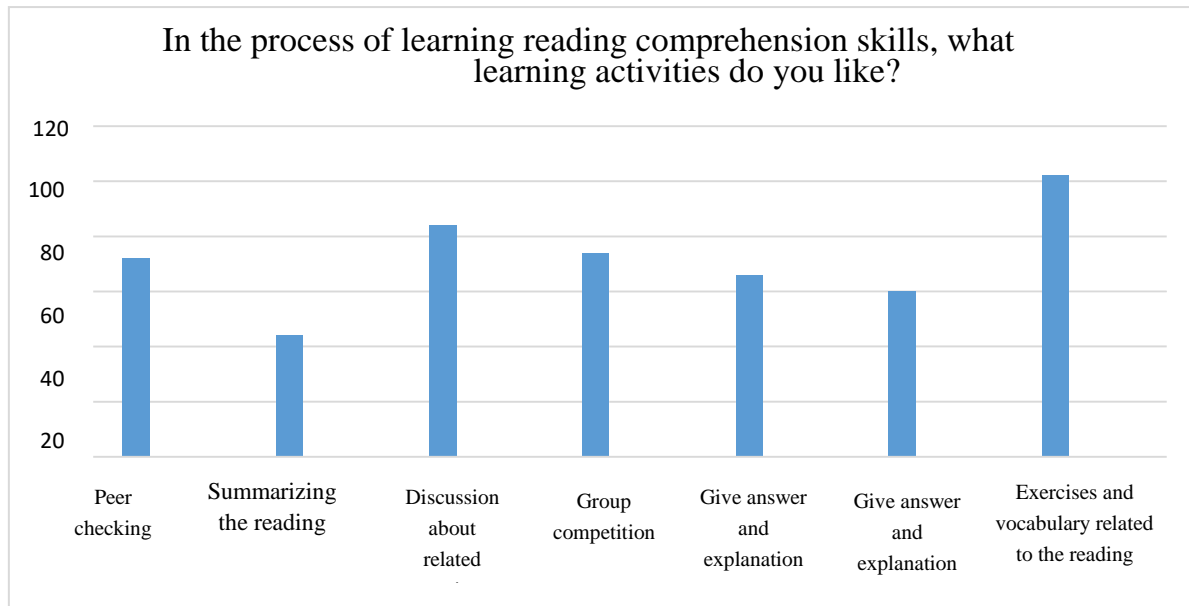 In the process of learning reading comprehension skills, what
learning activities do you like?
120
100
80
60
40
20
Peer
checking
Summarizing
the reading
Discussion
about
related
Group
competition
Give answer
and
explanation
Give answer
and
explanation
Exercises and
vocabulary related
to the reading